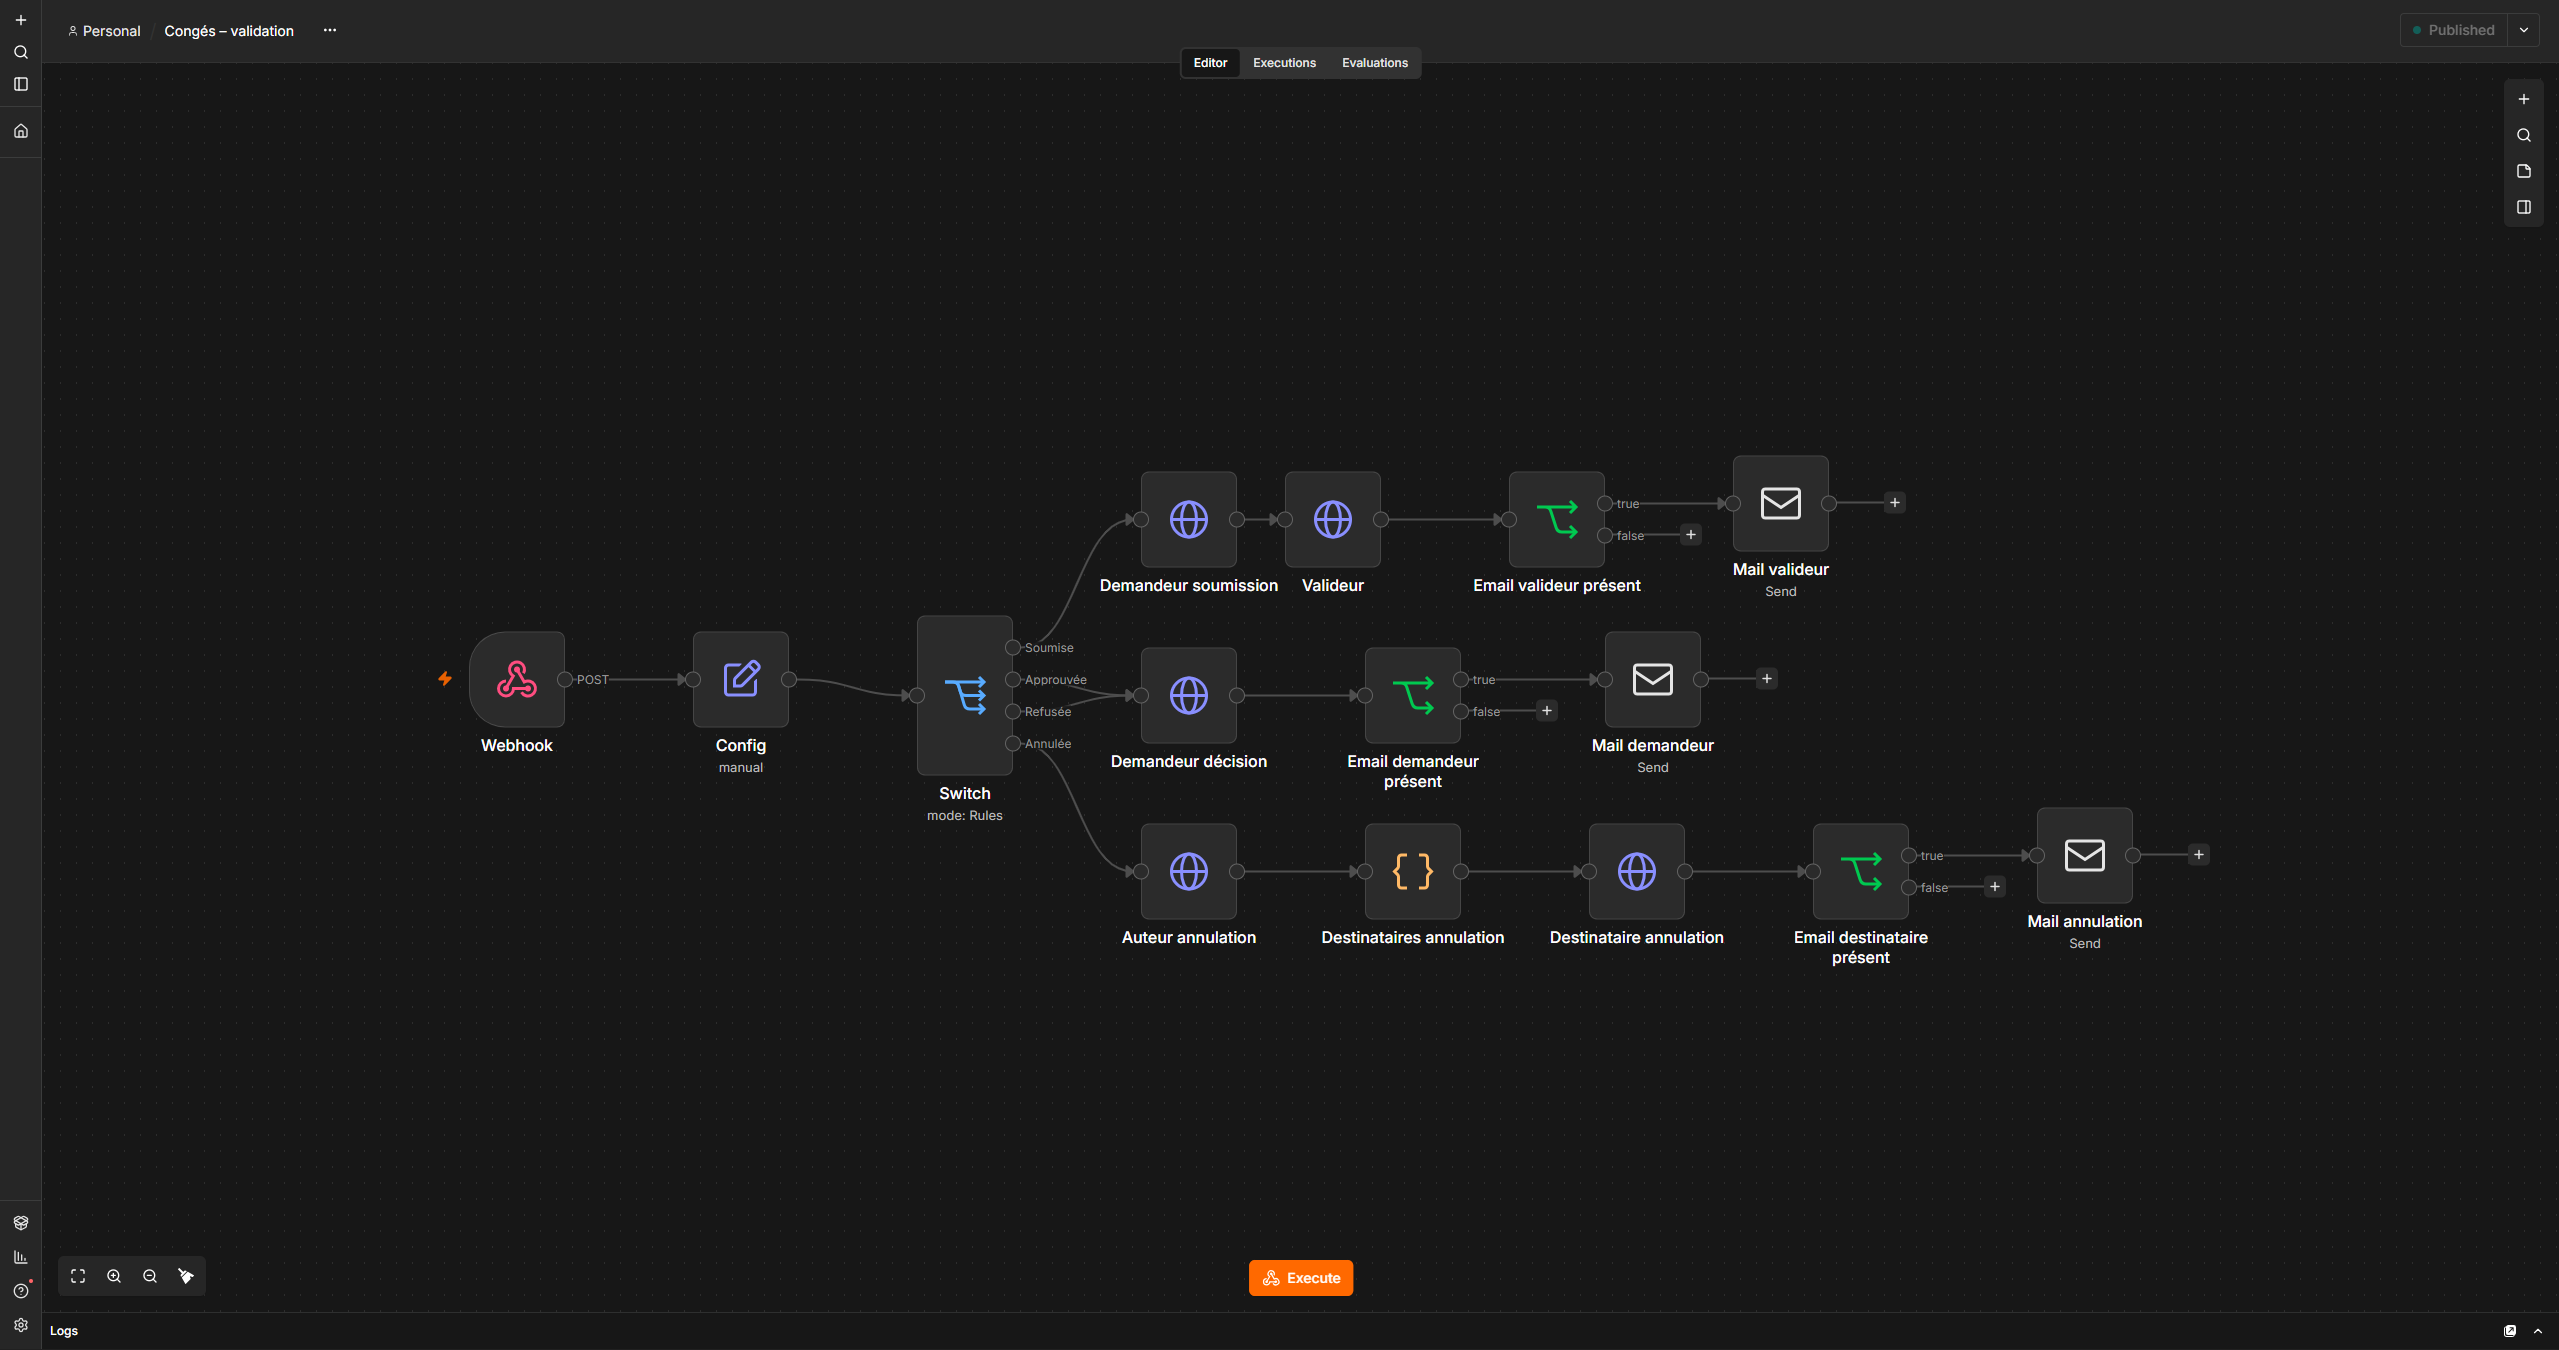 Personal / Congés – validation
Published
Editor Executions Evaluations
Demandeur soumission
Valideur
true
false
Email valideur présent
Mail valideur
Send
POST
Webhook
Config
manual
Soumise
Approuvée
Refusée
Annulée
Switch
mode: Rules
Demandeur décision
true
false
Email demandeur
présent
Mail demandeur
Send
Auteur annulation
Destinataires annulation
Destinataire annulation
true
false
Email destinataire
présent
Mail annulation
Send
Execute
Logs